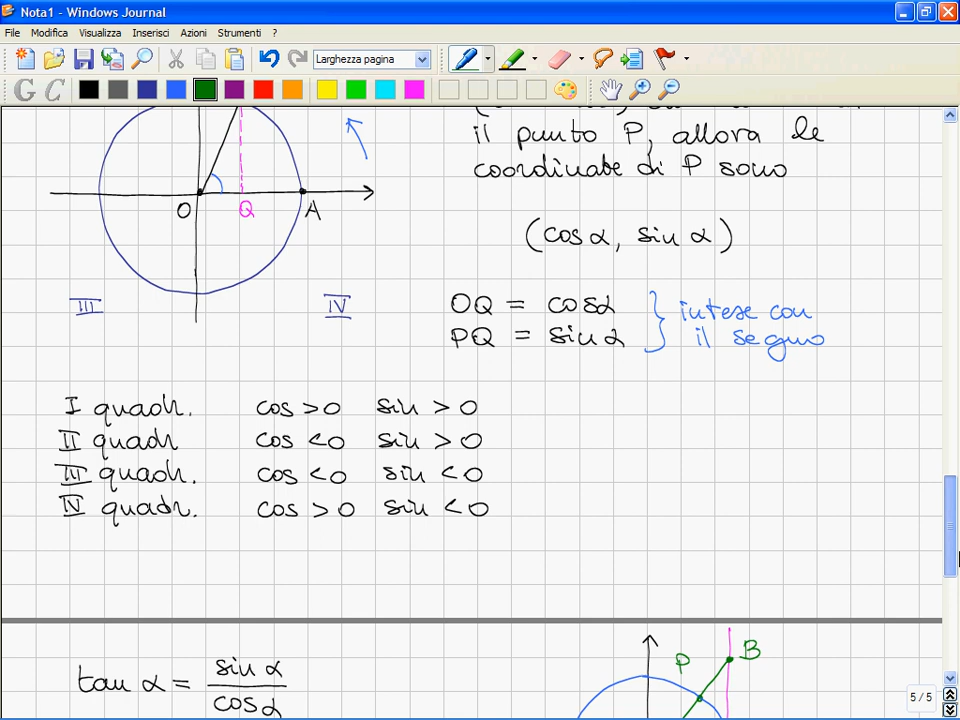 Nota1 - Windows Journal
File Modifica Visualizza Inserisci Azioni Strumenti ?
Larghezza pagina
G C
il punto P, allora le
coordinate di P sono
(cos α, sin α)
O Q A
III IV
OQ = cos α
PQ = sin α
intese con
il segno
I quadr. cos > 0 sin > 0
II quadr cos < 0 sin > 0
III quadr. cos < 0 sin < 0
IV quadr. cos > 0 sin < 0
P B
tan α = sin α
cos α
5 / 5